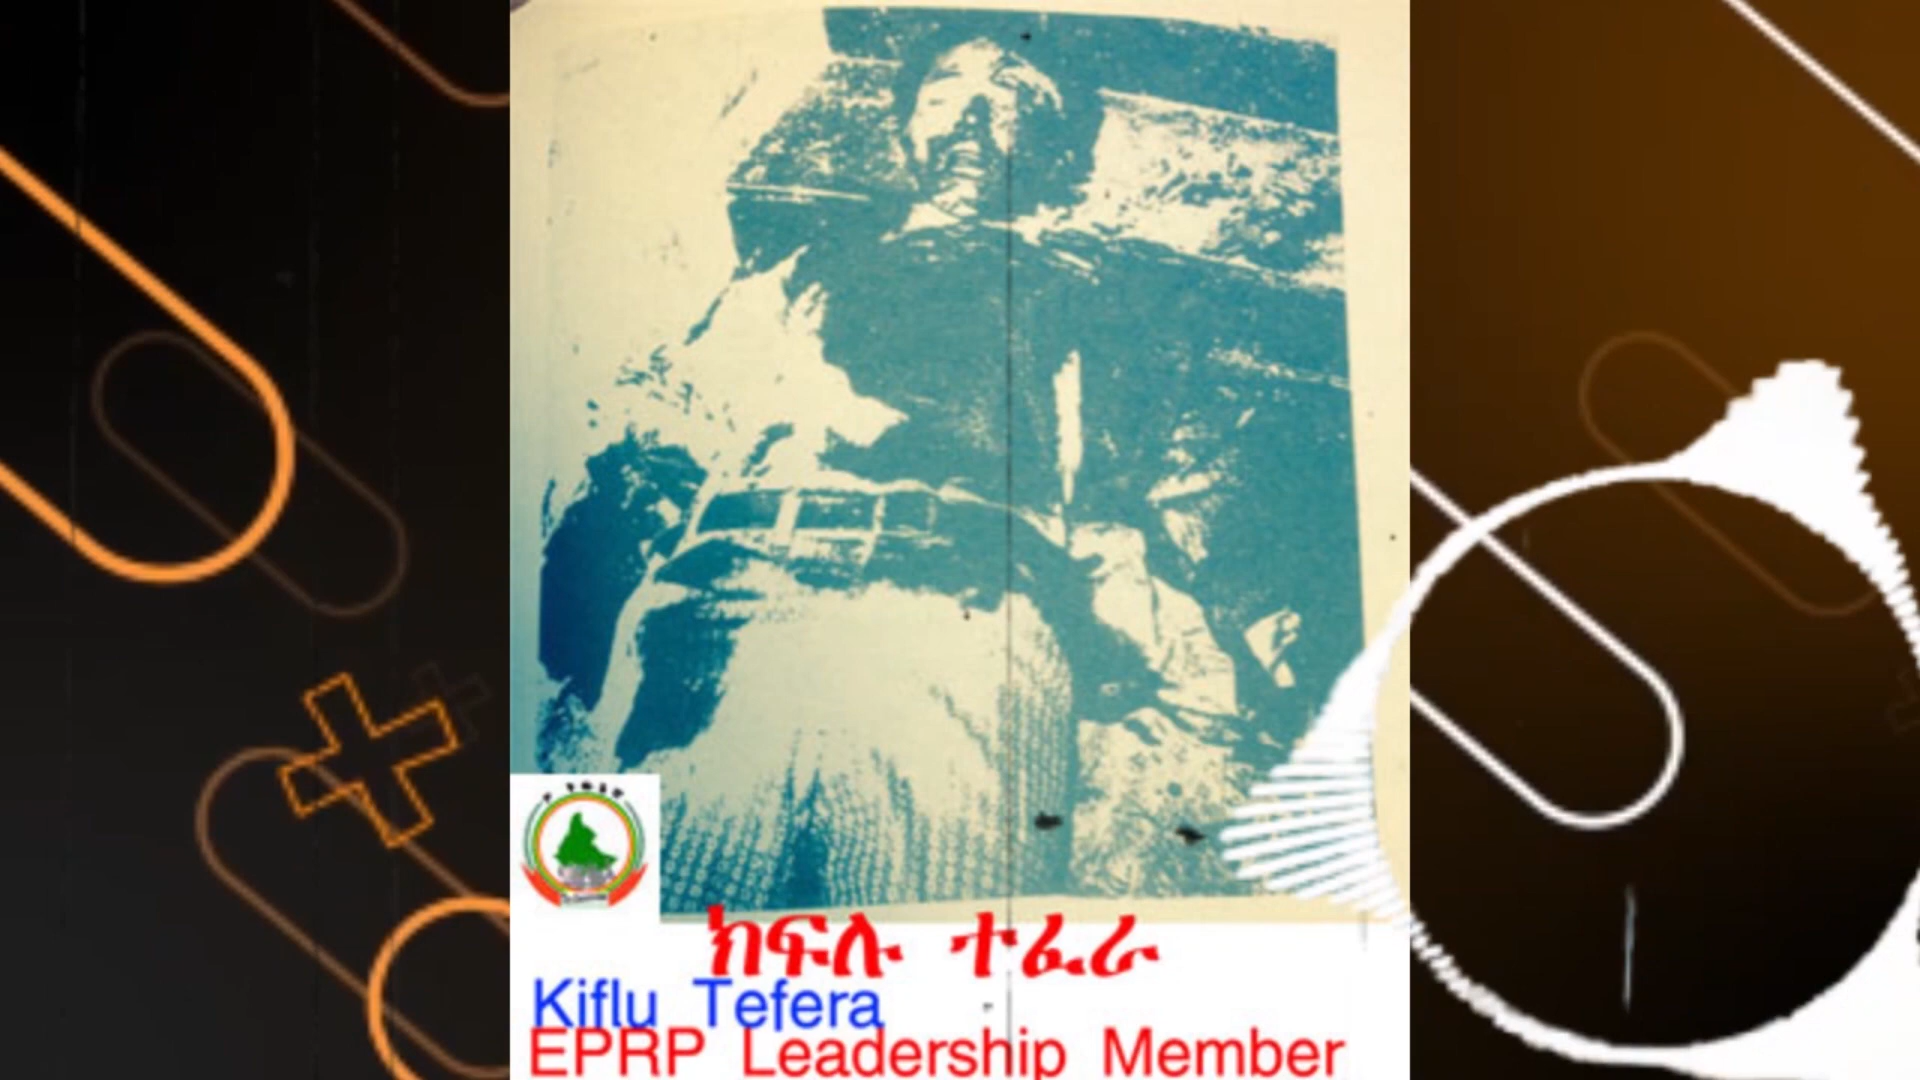 ክፍሉ ተፈራ
Kiflu Tefera
EPRP Leadership Member